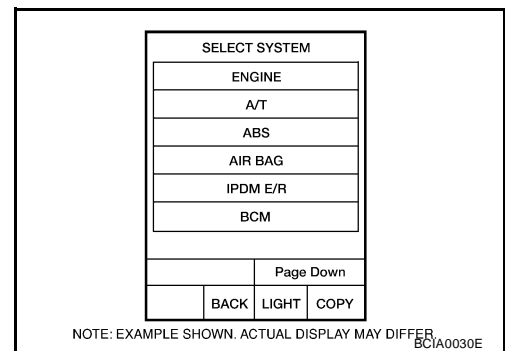 SELECT SYSTEM
ENGINE
A/T
ABS
AIR BAG
IPDM E/R
BCM
Page Down
BACK LIGHT COPY
NOTE: EXAMPLE SHOWN. ACTUAL DISPLAY MAY DIFFER.
BCIA0030E